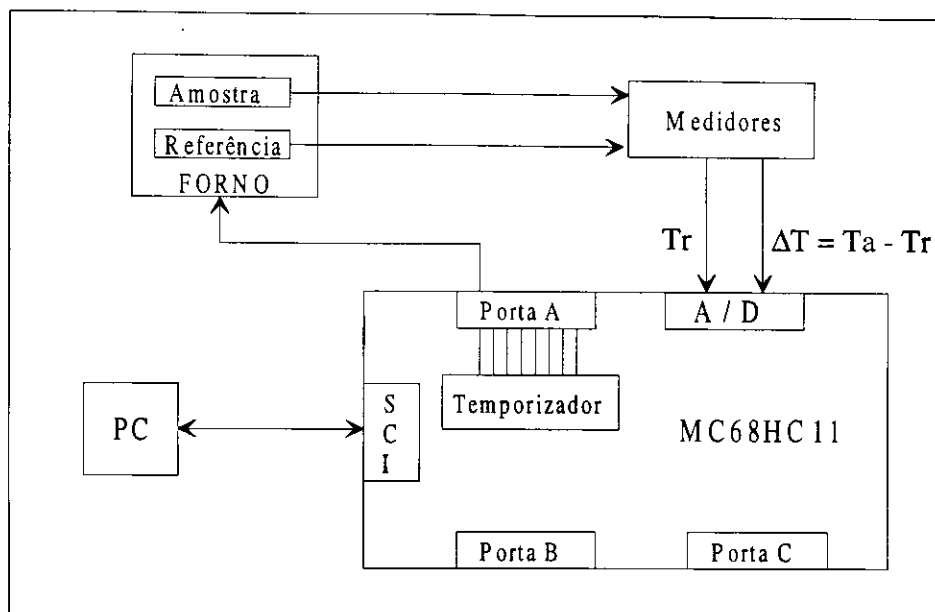 Amostra
Referência
FORNO
Medidores
Tr
ΔT = Ta - Tr
Porta A
A / D
Temporizador
PC
S
C
I
MC68HC11
Porta B
Porta C